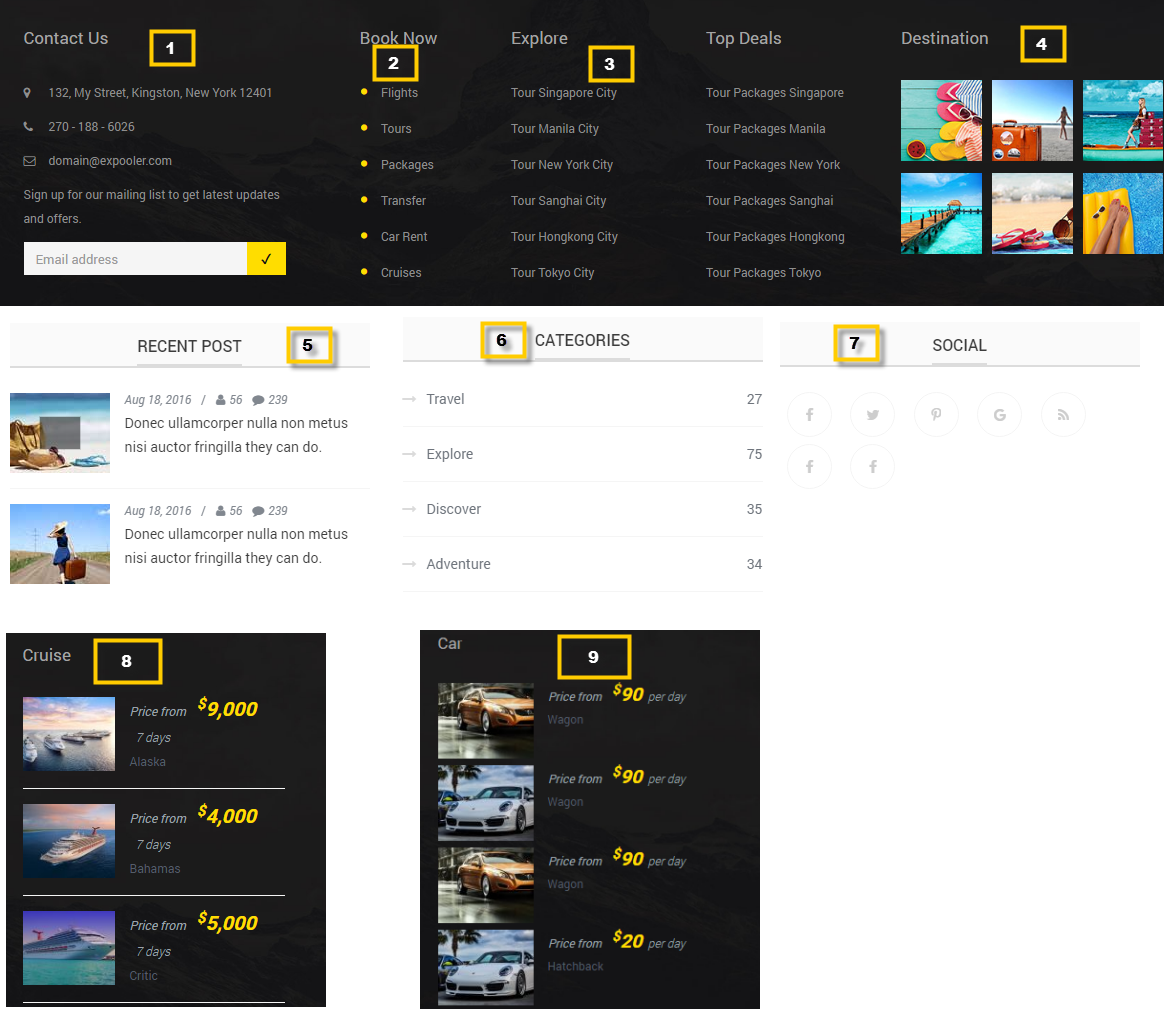 Contact Us
1
132, My Street, Kingston, New York 12401
270 - 188 - 6026
domain@expooler.com
Sign up for our mailing list to get latest updates
and offers.
Email address
Book Now
2
Flights
Tours
Packages
Transfer
Car Rent
Cruises
Explore
3
Tour Singapore City
Tour Manila City
Tour New York City
Tour Sanghai City
Tour Hongkong City
Tour Tokyo City
Top Deals
Tour Packages Singapore
Tour Packages Manila
Tour Packages New York
Tour Packages Sanghai
Tour Packages Hongkong
Tour Packages Tokyo
Destination
4
RECENT POST
5
Aug 18, 2016 / 56 239
Donec ullamcorper nulla non metus
nisi auctor fringilla they can do.
Aug 18, 2016 / 56 239
Donec ullamcorper nulla non metus
nisi auctor fringilla they can do.
6
CATEGORIES
Travel 27
Explore 75
Discover 35
Adventure 34
7
SOCIAL
Cruise
8
Price from $9,000
7 days
Alaska
Price from $4,000
7 days
Bahamas
Price from $5,000
7 days
Critic
Car
9
Price from $90 per day
Wagon
Price from $90 per day
Wagon
Price from $90 per day
Wagon
Price from $20 per day
Hatchback